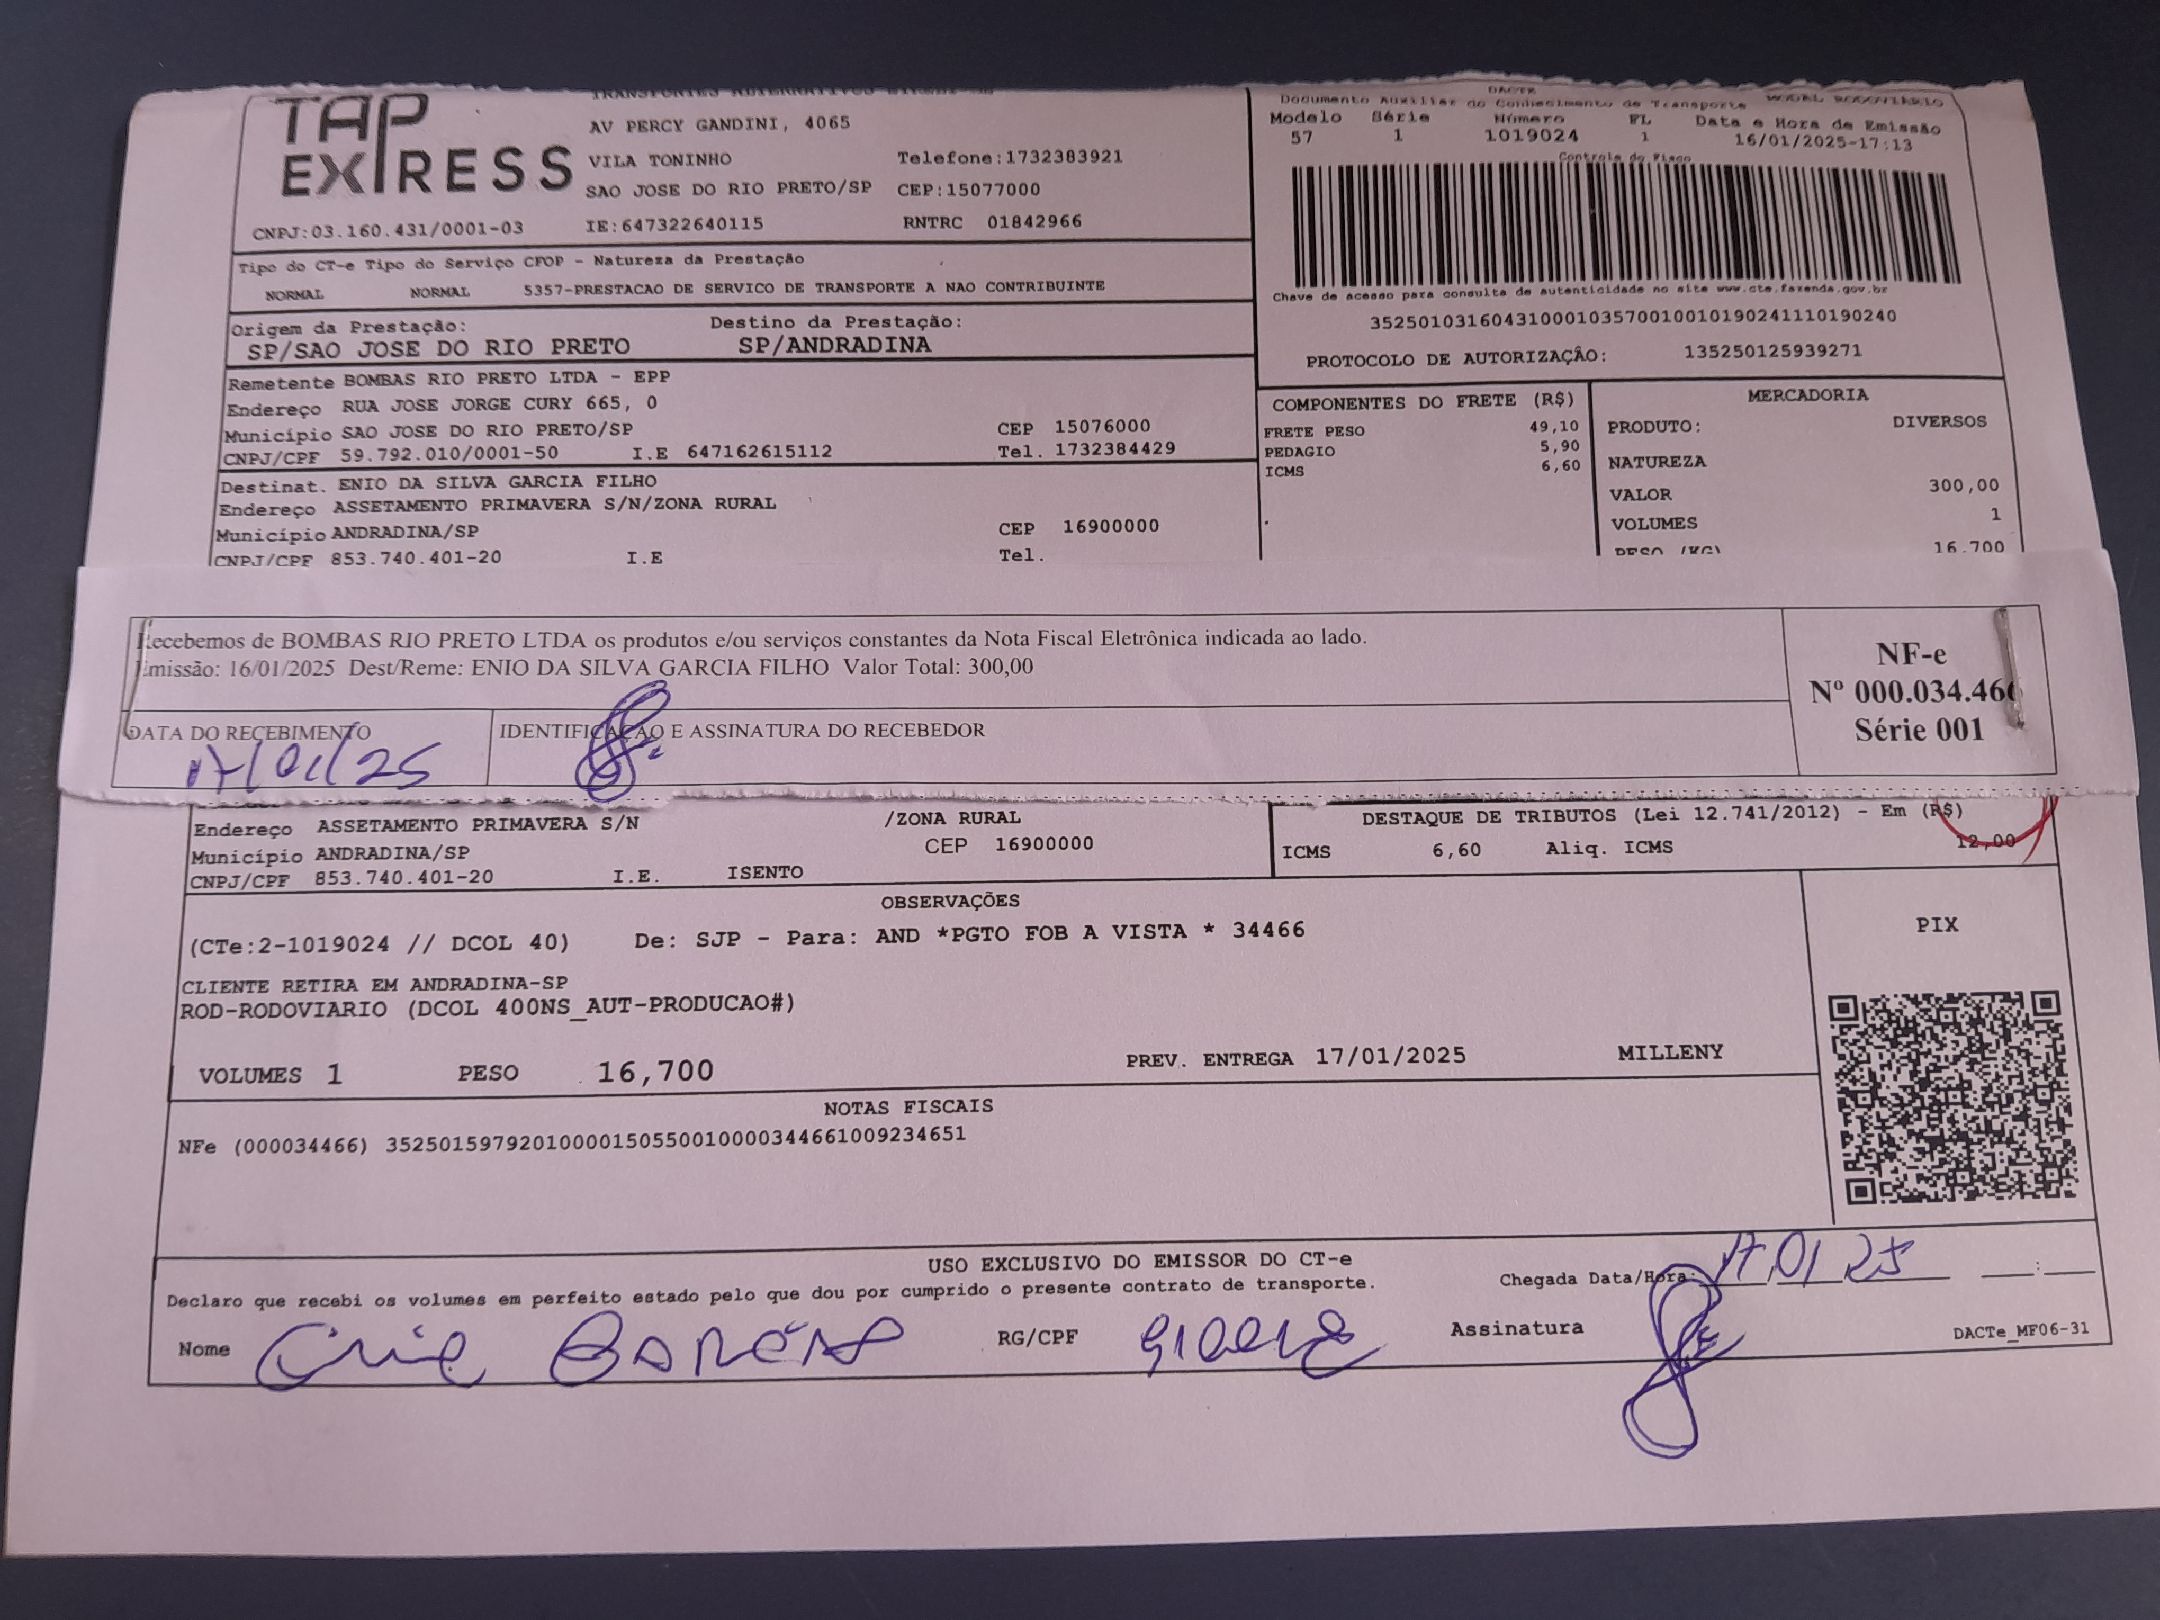 TAP EXPRESS
TRANSPORTES ALTERNATIVOS
AV PERCY GANDINI, 4065
VILA TONINHO Telefone:1732383921
SAO JOSE DO RIO PRETO/SP CEP:15077000
CNPJ:03.160.431/0001-03 IE:647322640115 RNTRC 01842966
DACTE
Documento Auxiliar do Conhecimento de Transporte MODAL RODOVIÁRIO
Modelo Série Número FL Data e Hora de Emissão
57 1 1019024 1 16/01/2025-17:13
Controle do Fisco
Chave de acesso para consulta de autenticidade no site www.cte.fazenda.gov.br
35250103160431000103570010010190241110190240
PROTOCOLO DE AUTORIZAÇÃO: 135250125939271
Tipo do CT-e Tipo do Serviço CFOP - Natureza da Prestação
NORMAL NORMAL 5357-PRESTACAO DE SERVICO DE TRANSPORTE A NAO CONTRIBUINTE
Origem da Prestação: Destino da Prestação:
SP/SAO JOSE DO RIO PRETO SP/ANDRADINA
Remetente BOMBAS RIO PRETO LTDA - EPP
Endereço RUA JOSE JORGE CURY 665, 0
Município SAO JOSE DO RIO PRETO/SP CEP 15076000
CNPJ/CPF 59.792.010/0001-50 I.E 647162615112 Tel. 1732384429
Destinat. ENIO DA SILVA GARCIA FILHO
Endereço ASSETAMENTO PRIMAVERA S/N/ZONA RURAL
Município ANDRADINA/SP CEP 16900000
CNPJ/CPF 853.740.401-20 I.E Tel.
COMPONENTES DO FRETE (R$)
FRETE PESO 49,10
PEDAGIO 5,90
ICMS 6,60
MERCADORIA
PRODUTO: DIVERSOS
NATUREZA
VALOR 300,00
VOLUMES 1
PESO (KG) 16,700
Recebemos de BOMBAS RIO PRETO LTDA os produtos e/ou serviços constantes da Nota Fiscal Eletrônica indicada ao lado.
Emissão: 16/01/2025 Dest/Reme: ENIO DA SILVA GARCIA FILHO Valor Total: 300,00
DATA DO RECEBIMENTO IDENTIFICAÇÃO E ASSINATURA DO RECEBEDOR
17/01/25
NF-e
Nº 000.034.466
Série 001
Endereço ASSETAMENTO PRIMAVERA S/N /ZONA RURAL
Município ANDRADINA/SP CEP 16900000
CNPJ/CPF 853.740.401-20 I.E. ISENTO
DESTAQUE DE TRIBUTOS (Lei 12.741/2012) - Em (R$)
ICMS 6,60 Aliq. ICMS 12,00
OBSERVAÇÕES
(CTe:2-1019024 // DCOL 40) De: SJP - Para: AND *PGTO FOB A VISTA * 34466
CLIENTE RETIRA EM ANDRADINA-SP
ROD-RODOVIARIO (DCOL 400NS_AUT-PRODUCAO#)
VOLUMES 1 PESO 16,700 PREV. ENTREGA 17/01/2025 MILLENY
PIX
NOTAS FISCAIS
NFe (000034466) 35250159792010000150550010000344661009234651
USO EXCLUSIVO DO EMISSOR DO CT-e
Declaro que recebi os volumes em perfeito estado pelo que dou por cumprido o presente contrato de transporte.
Chegada Data/Hora: 17 01 25 :
Nome RG/CPF Assinatura
DACTe_MF06-31